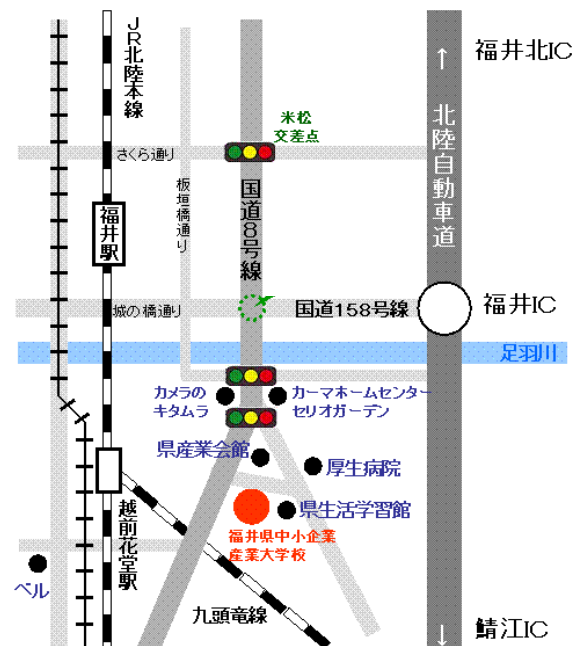 JR北陸本線
福井北IC
↑
北陸自動車道
米松
交差点
さくら通り
板垣橋通り
国道8号線
福井駅
城の橋通り
国道158号線
福井IC
足羽川
カメラの
キタムラ
カーマホームセンター
セリオガーデン
県産業会館
厚生病院
県生活学習館
福井県中小企業
産業大学校
越前花堂駅
ベル
九頭竜線
↓
鯖江IC